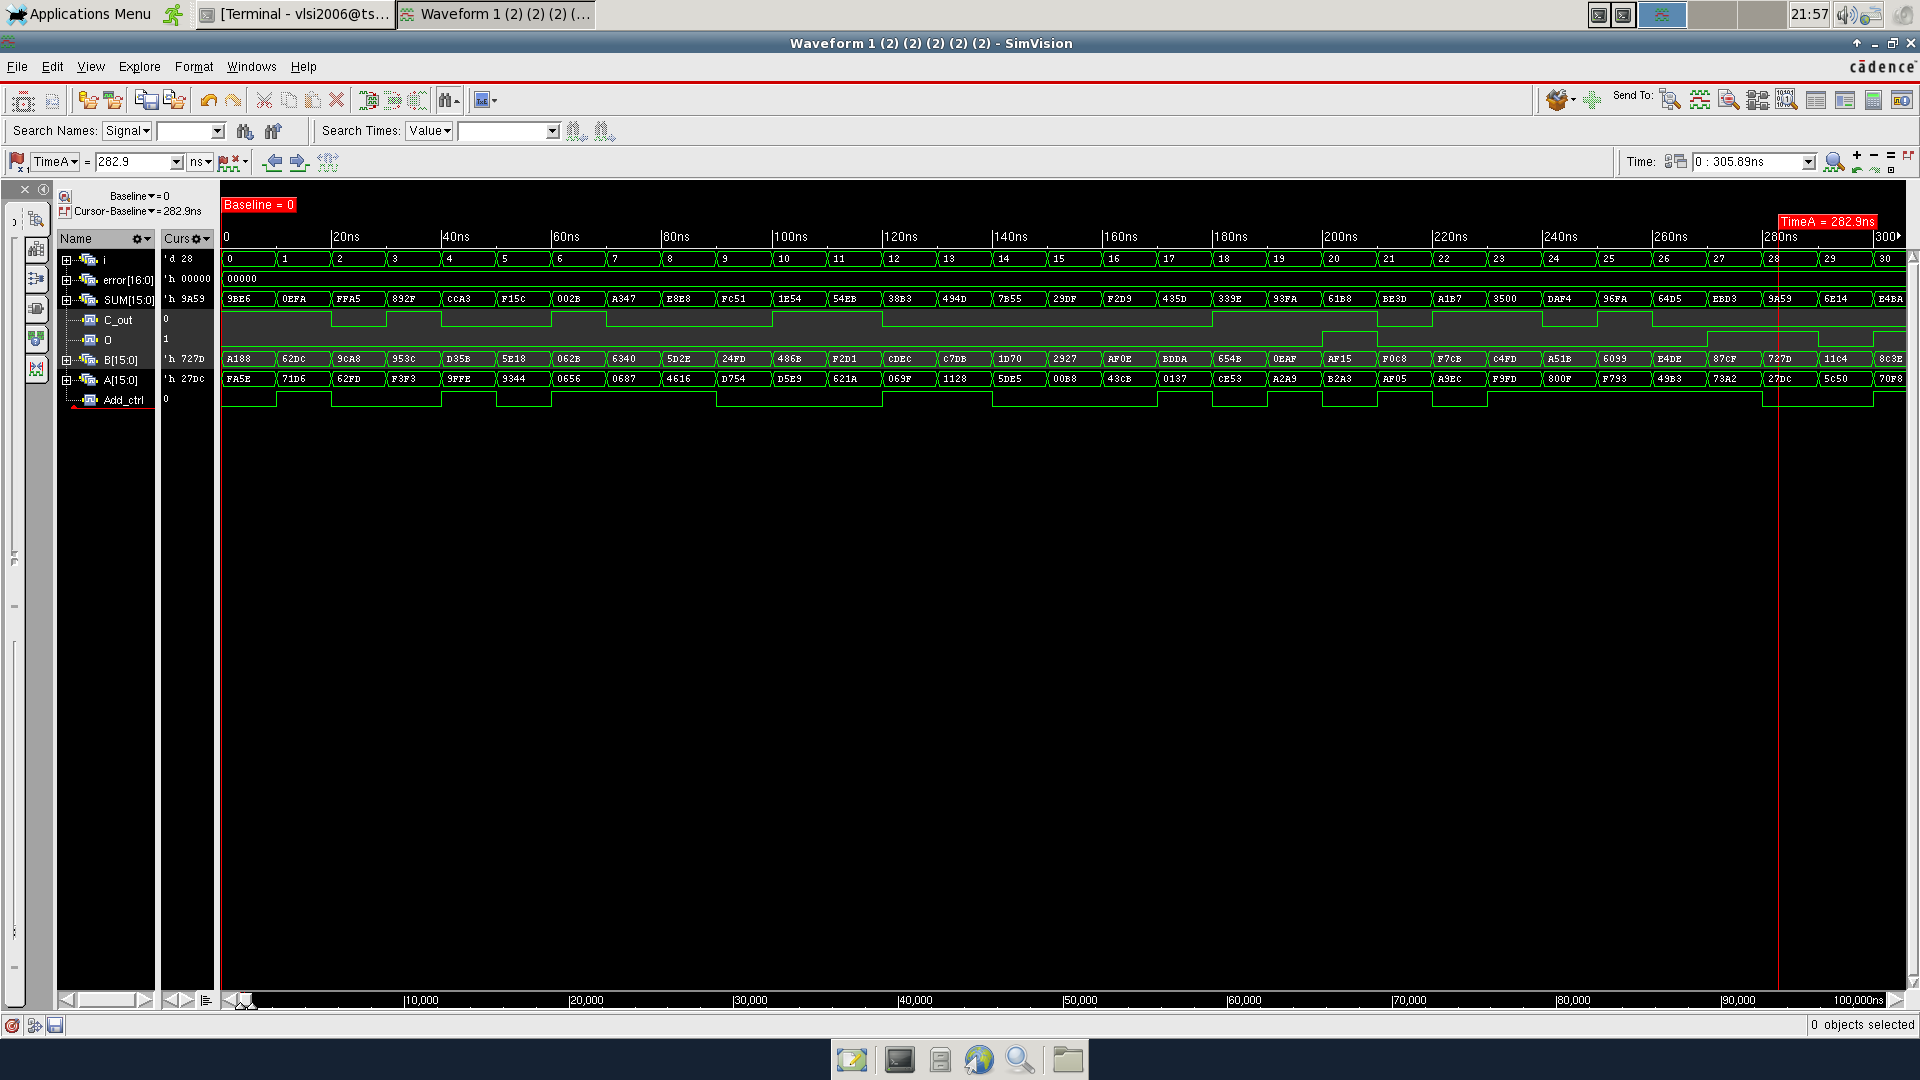 Applications Menu [Terminal - vlsi2006@ts... Waveform 1 (2) (2) (2) (... 21:57
Waveform 1 (2) (2) (2) (2) (2) - SimVision
File Edit View Explore Format Windows Help cādence
Send To:
Search Names: Signal Search Times: Value
TimeA = 282.9 ns Time: 0 : 305.89ns
Baseline = 0
Cursor-Baseline = 282.9ns
Baseline = 0
TimeA = 282.9ns
Name Curs 0 20ns 40ns 60ns 80ns 100ns 120ns 140ns 160ns 180ns 200ns 220ns 240ns 260ns 280ns 300
i 'd 28 0 1 2 3 4 5 6 7 8 9 10 11 12 13 14 15 16 17 18 19 20 21 22 23 24 25 26 27 28 29 30
error[16:0] 'h 00000 00000
SUM[15:0] 'h 9A59 9BE6 0EFA FFA5 892F CCA3 F15C 002B A347 E8E8 FC51 1E54 54EB 38B3 494D 7B55 29DF F2D9 435D 339E 93FA 61B8 BE3D A1B7 3500 DAF4 96FA 64D5 EBD3 9A59 6E14 E4BA
C_out 0
O 1
B[15:0] 'h 727D A188 62DC 9CA8 953C D35B 5E18 062B 6340 5D2E 24FD 486B F2D1 CDEC C7DB 1D70 2927 AF0E BDDA 654B 0EAF AF15 F0C8 F7CB C4FD A51B 6099 E4DE 87CF 727D 11C4 8C3E
A[15:0] 'h 27DC FA5E 71D6 62FD F3F3 9FFE 9344 0656 0687 4616 D754 D5E9 621A 069F 1128 5DE5 00B8 43CB 0137 CE53 A2A9 B2A3 AF05 A9EC F9FD 800F F793 49B3 73A2 27DC 5C50 70F8
Add_ctrl 0
10,000 20,000 30,000 40,000 50,000 60,000 70,000 80,000 90,000 100,000ns
0 objects selected